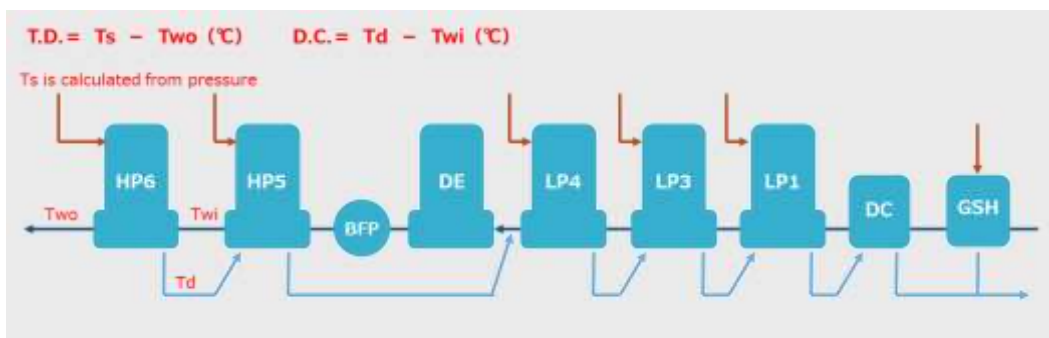 T.D.= Ts − Two (℃) D.C.= Td − Twi (℃)
Ts is calculated from pressure
HP6 HP5 DE LP4 LP3 LP1 DC GSH
Two Twi BFP
Td